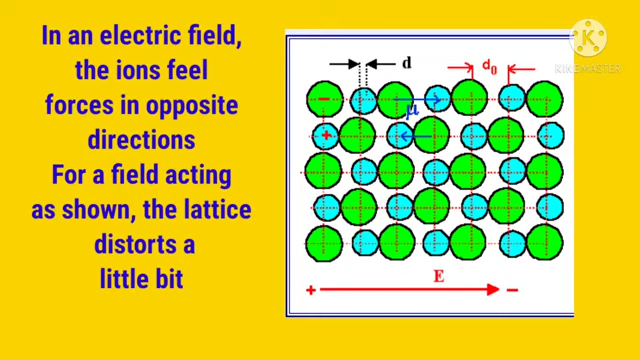 In an electric field,
the ions feel
forces in opposite
directions
For a field acting
as shown, the lattice
distorts a
little bit
d
d₀
KINEMASTER
−
μ
+
E
+ −